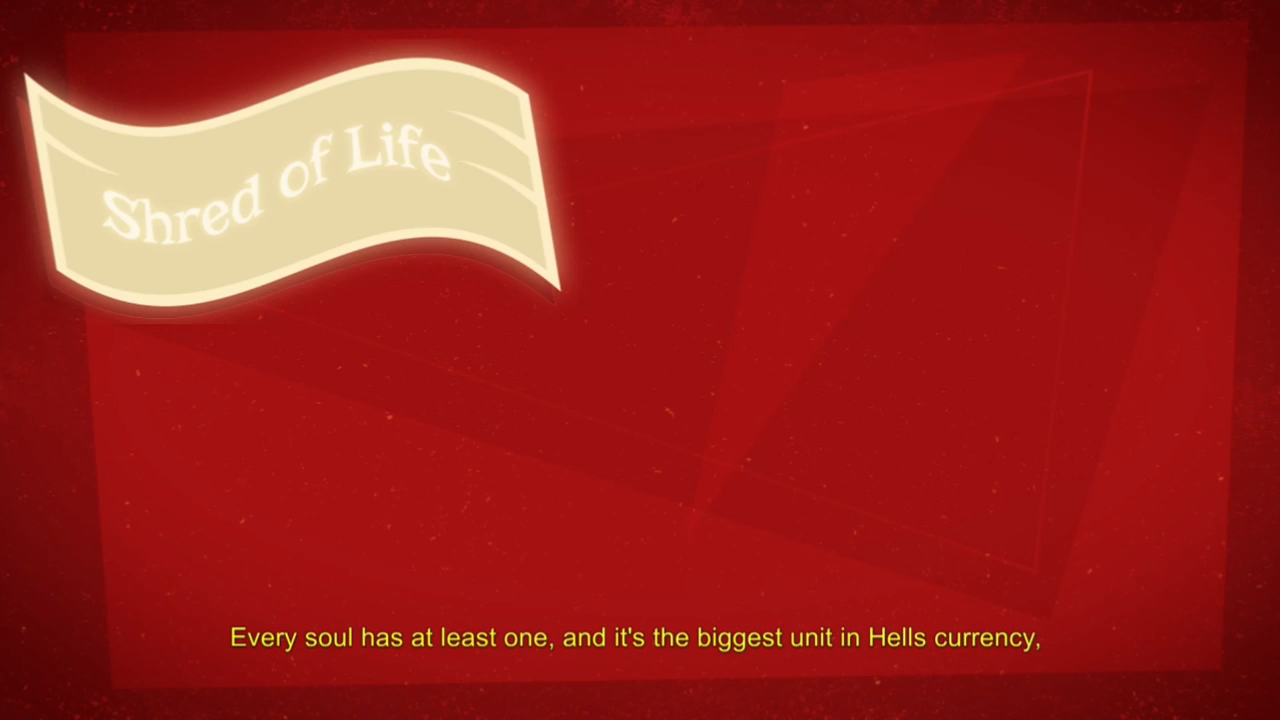 Shred of Life
Every soul has at least one, and it's the biggest unit in Hells currency,